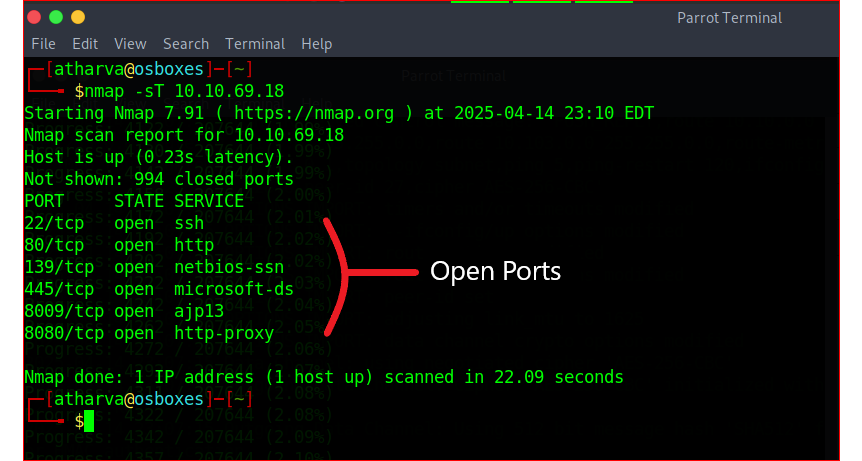 Parrot Terminal
File Edit View Search Terminal Help
Parrot Terminal
┌─[atharva@osboxes]─[~]
└──╼ $nmap -sT 10.10.69.18
Starting Nmap 7.91 ( https://nmap.org ) at 2025-04-14 23:10 EDT
Nmap scan report for 10.10.69.18
Host is up (0.23s latency).
Not shown: 994 closed ports
PORT     STATE SERVICE
22/tcp   open  ssh
80/tcp   open  http
139/tcp  open  netbios-ssn
445/tcp  open  microsoft-ds
8009/tcp open  ajp13
8080/tcp open  http-proxy
Open Ports
Nmap done: 1 IP address (1 host up) scanned in 22.09 seconds
┌─[atharva@osboxes]─[~]
└──╼ $